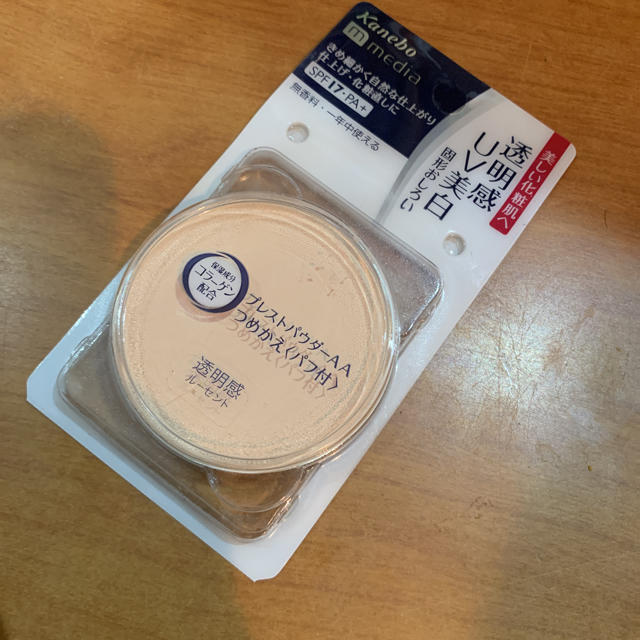 Kanebo
m media
きめ細かく自然な仕上がり
仕上げ・化粧直しに
SPF17・PA+
無香料・一年中使える
美しい化粧肌へ
透明感
UV美白
固形おしろい
保湿成分
コラーゲン
配合
プレストパウダーAA
つめかえ〈パフ付〉
透明感
ルーセント